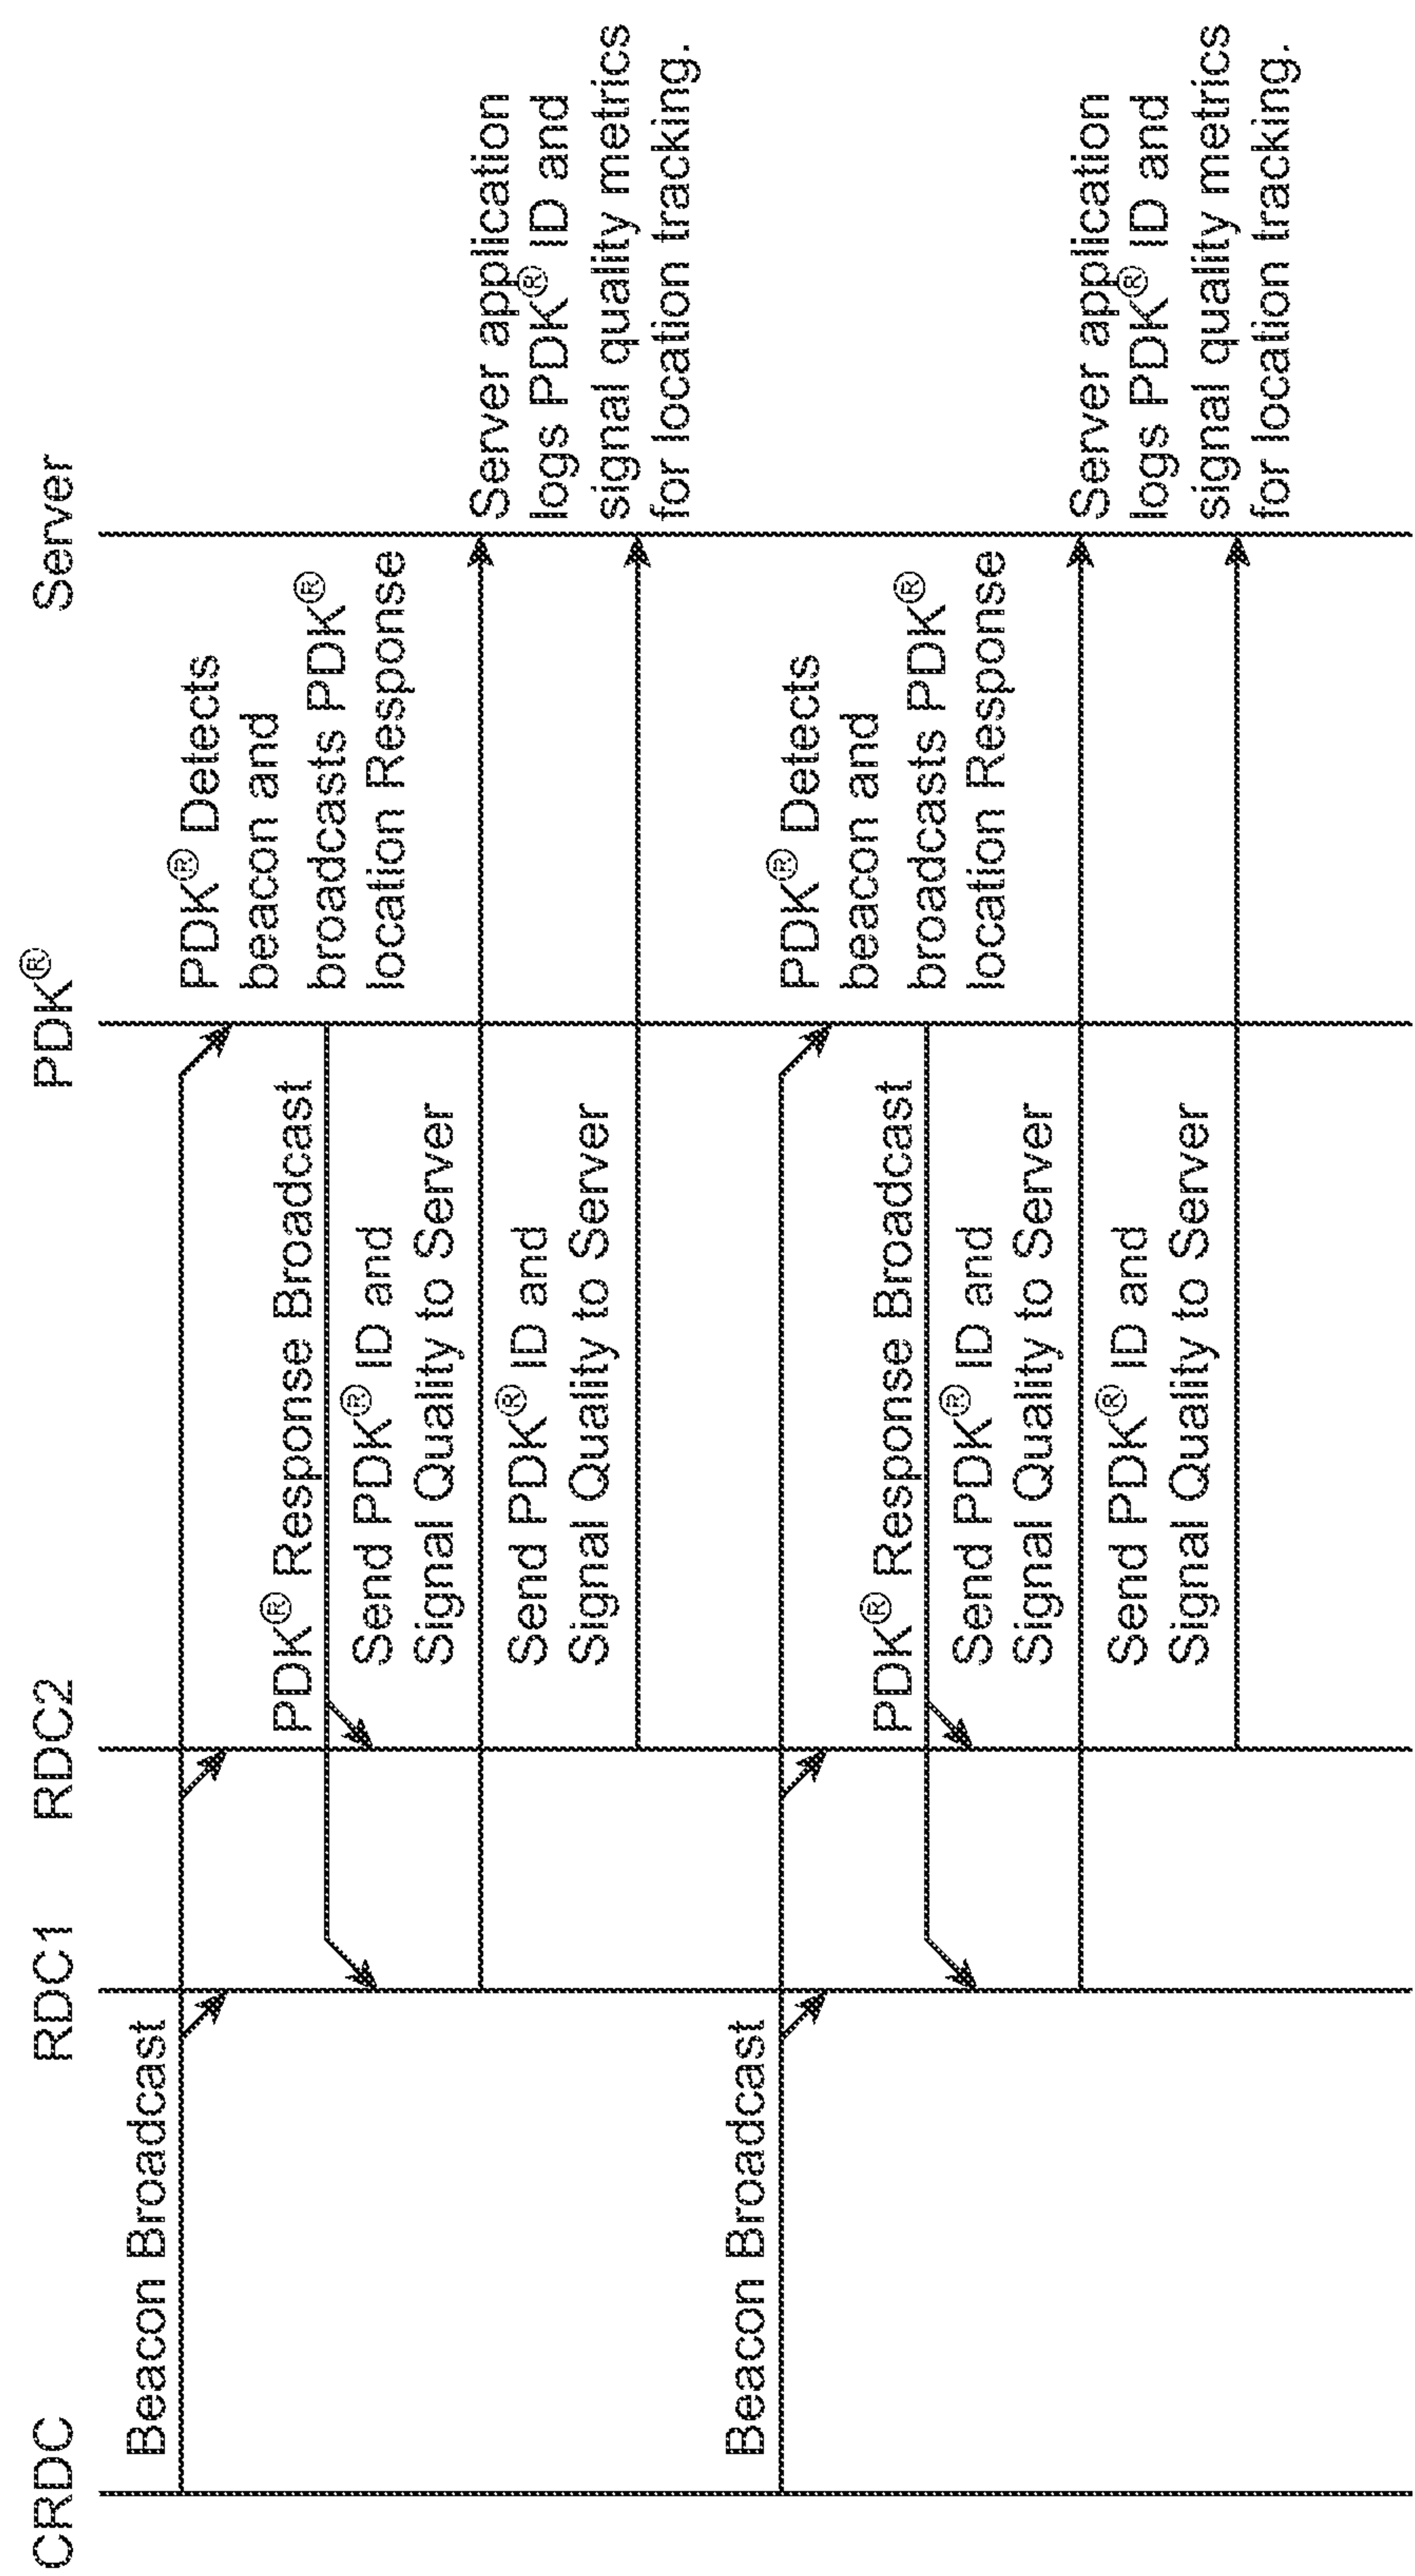 CRDC
RDC1
RDC2
PDK®
Server
Beacon Broadcast
PDK® Detects
beacon and
broadcasts PDK®
location Response
PDK® Response Broadcast
Send PDK® ID and
Signal Quality to Server
Server application
logs PDK® ID and
signal quality metrics
for location tracking.
Send PDK® ID and
Signal Quality to Server
Beacon Broadcast
PDK® Detects
beacon and
broadcasts PDK®
location Response
PDK® Response Broadcast
Send PDK® ID and
Signal Quality to Server
Server application
logs PDK® ID and
signal quality metrics
for location tracking.
Send PDK® ID and
Signal Quality to Server